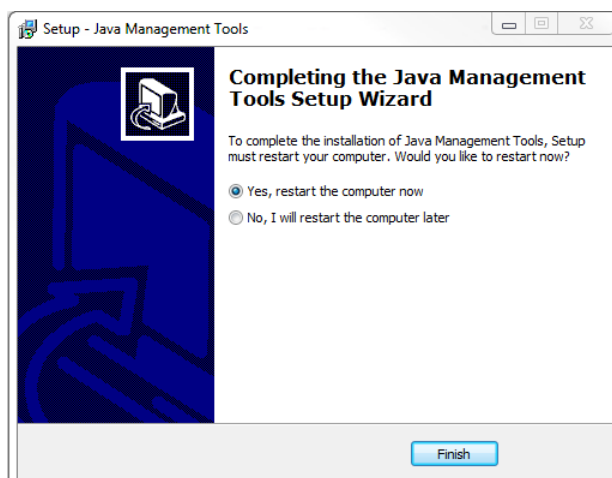 Setup - Java Management Tools
Completing the Java Management
Tools Setup Wizard
To complete the installation of Java Management Tools, Setup
must restart your computer. Would you like to restart now?
Yes, restart the computer now
No, I will restart the computer later
Finish